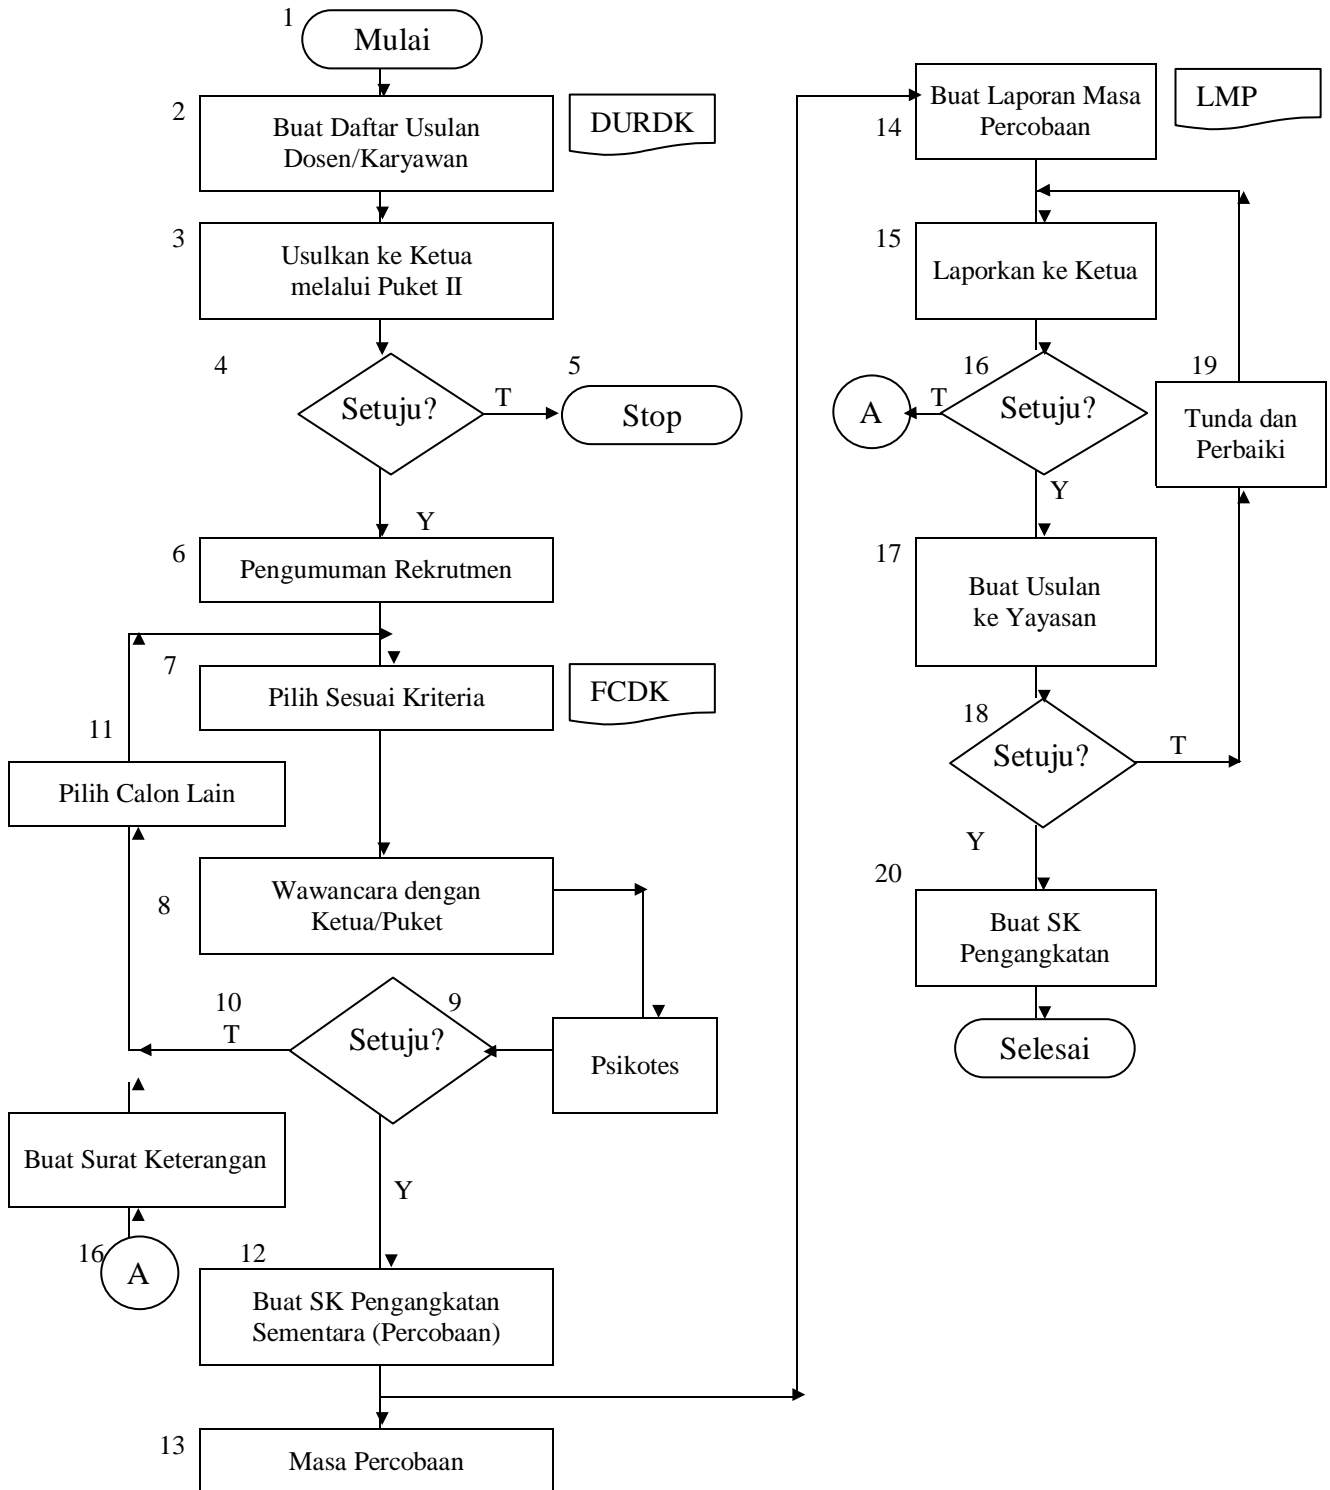 1
Mulai
2
Buat Daftar Usulan
Dosen/Karyawan
DURDK
3
Usulkan ke Ketua
melalui Puket II
4
Setuju?
T
5
Stop
Y
6
Pengumuman Rekrutmen
7
Pilih Sesuai Kriteria
FCDK
11
Pilih Calon Lain
8
Wawancara dengan
Ketua/Puket
10
T
9
Setuju?
Psikotes
Buat Surat Keterangan
Y
16
A
12
Buat SK Pengangkatan
Sementara (Percobaan)
13
Masa Percobaan
14
Buat Laporan Masa
Percobaan
LMP
15
Laporkan ke Ketua
16
Setuju?
T
A
19
Tunda dan
Perbaiki
Y
17
Buat Usulan
ke Yayasan
18
Setuju?
T
Y
20
Buat SK
Pengangkatan
Selesai